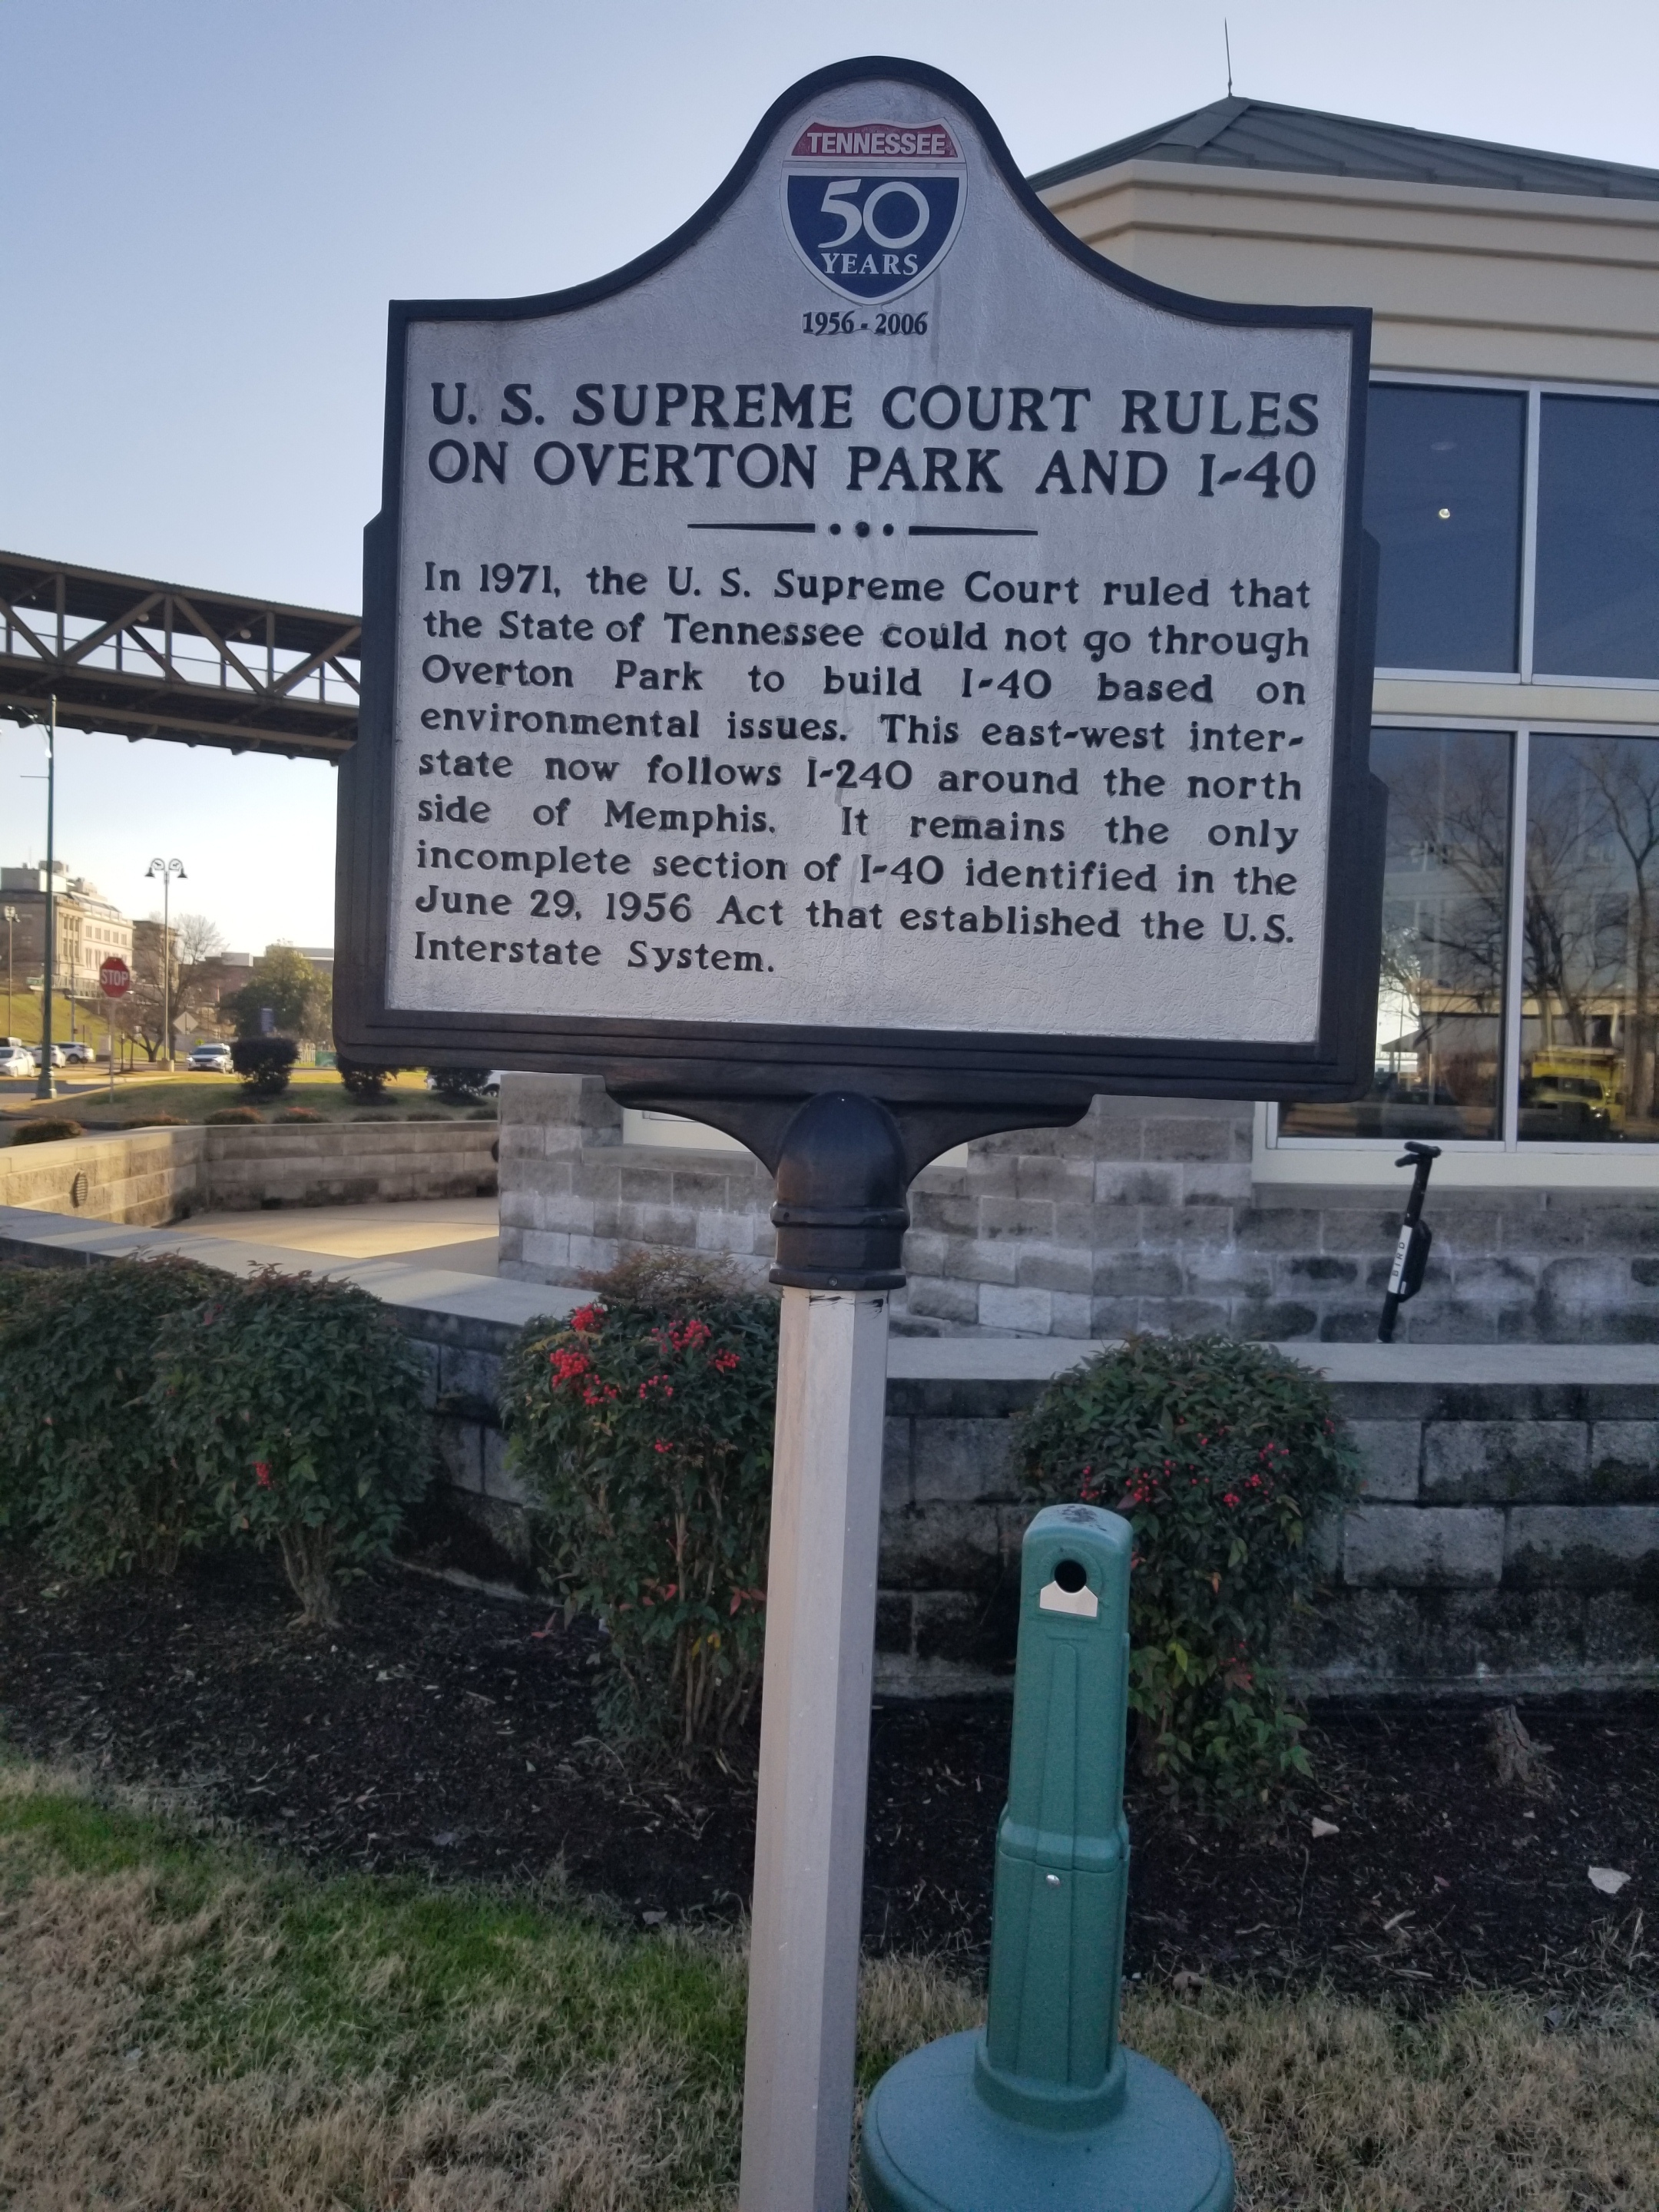 TENNESSEE
50
YEARS
1956 - 2006
U. S. SUPREME COURT RULES
ON OVERTON PARK AND I-40
In 1971, the U. S. Supreme Court ruled that
the State of Tennessee could not go through
Overton Park to build I-40 based on
environmental issues. This east-west inter-
state now follows I-240 around the north
side of Memphis. It remains the only
incomplete section of I-40 identified in the
June 29, 1956 Act that established the U.S.
Interstate System.
STOP
BIRD